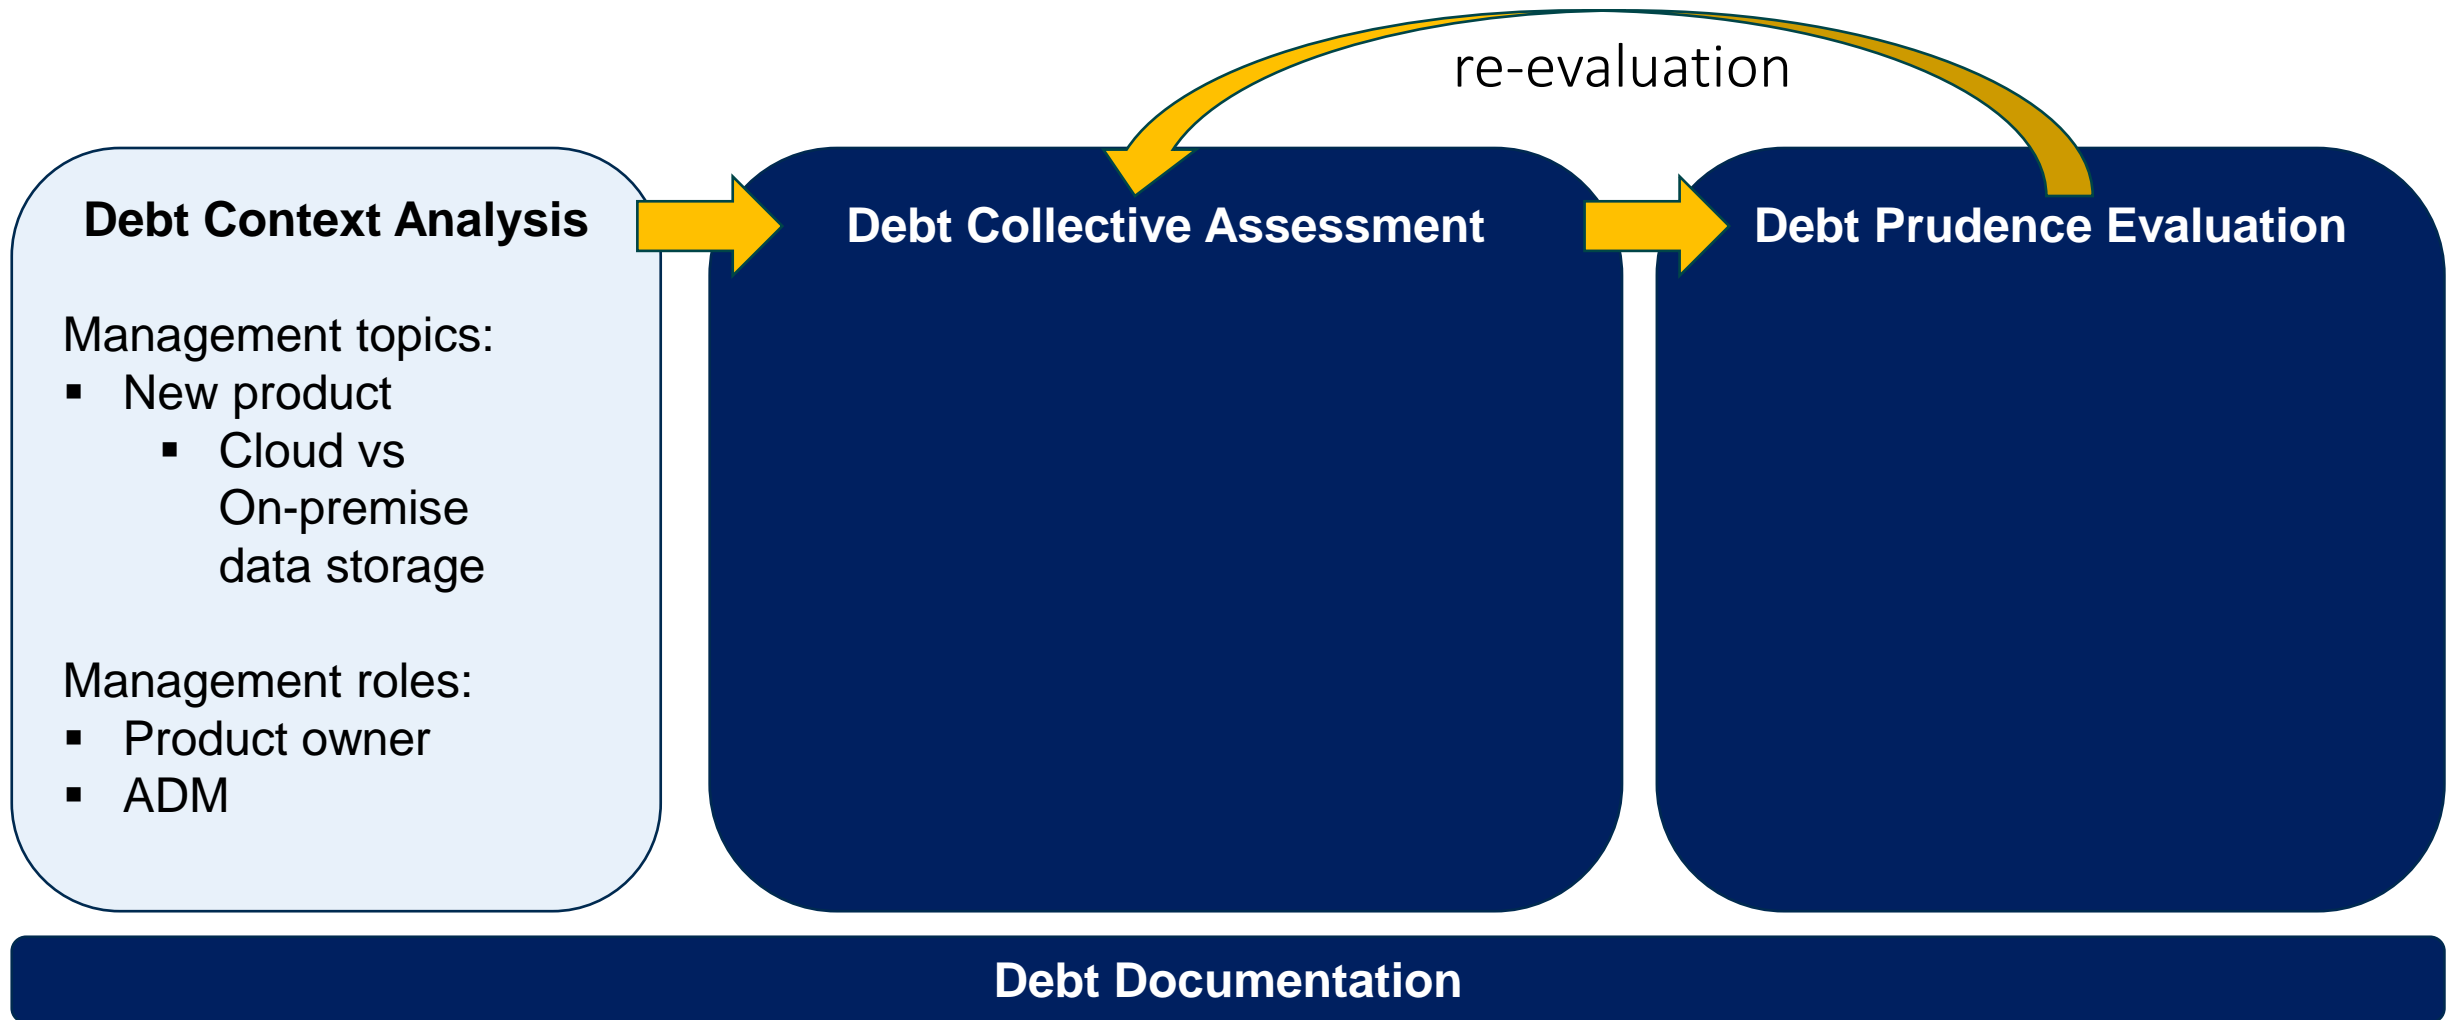 re-evaluation
Debt Context Analysis
Management topics:
▪ New product
▪ Cloud vs
On-premise
data storage
Management roles:
▪ Product owner
▪ ADM
Debt Collective Assessment
Debt Prudence Evaluation
Debt Documentation